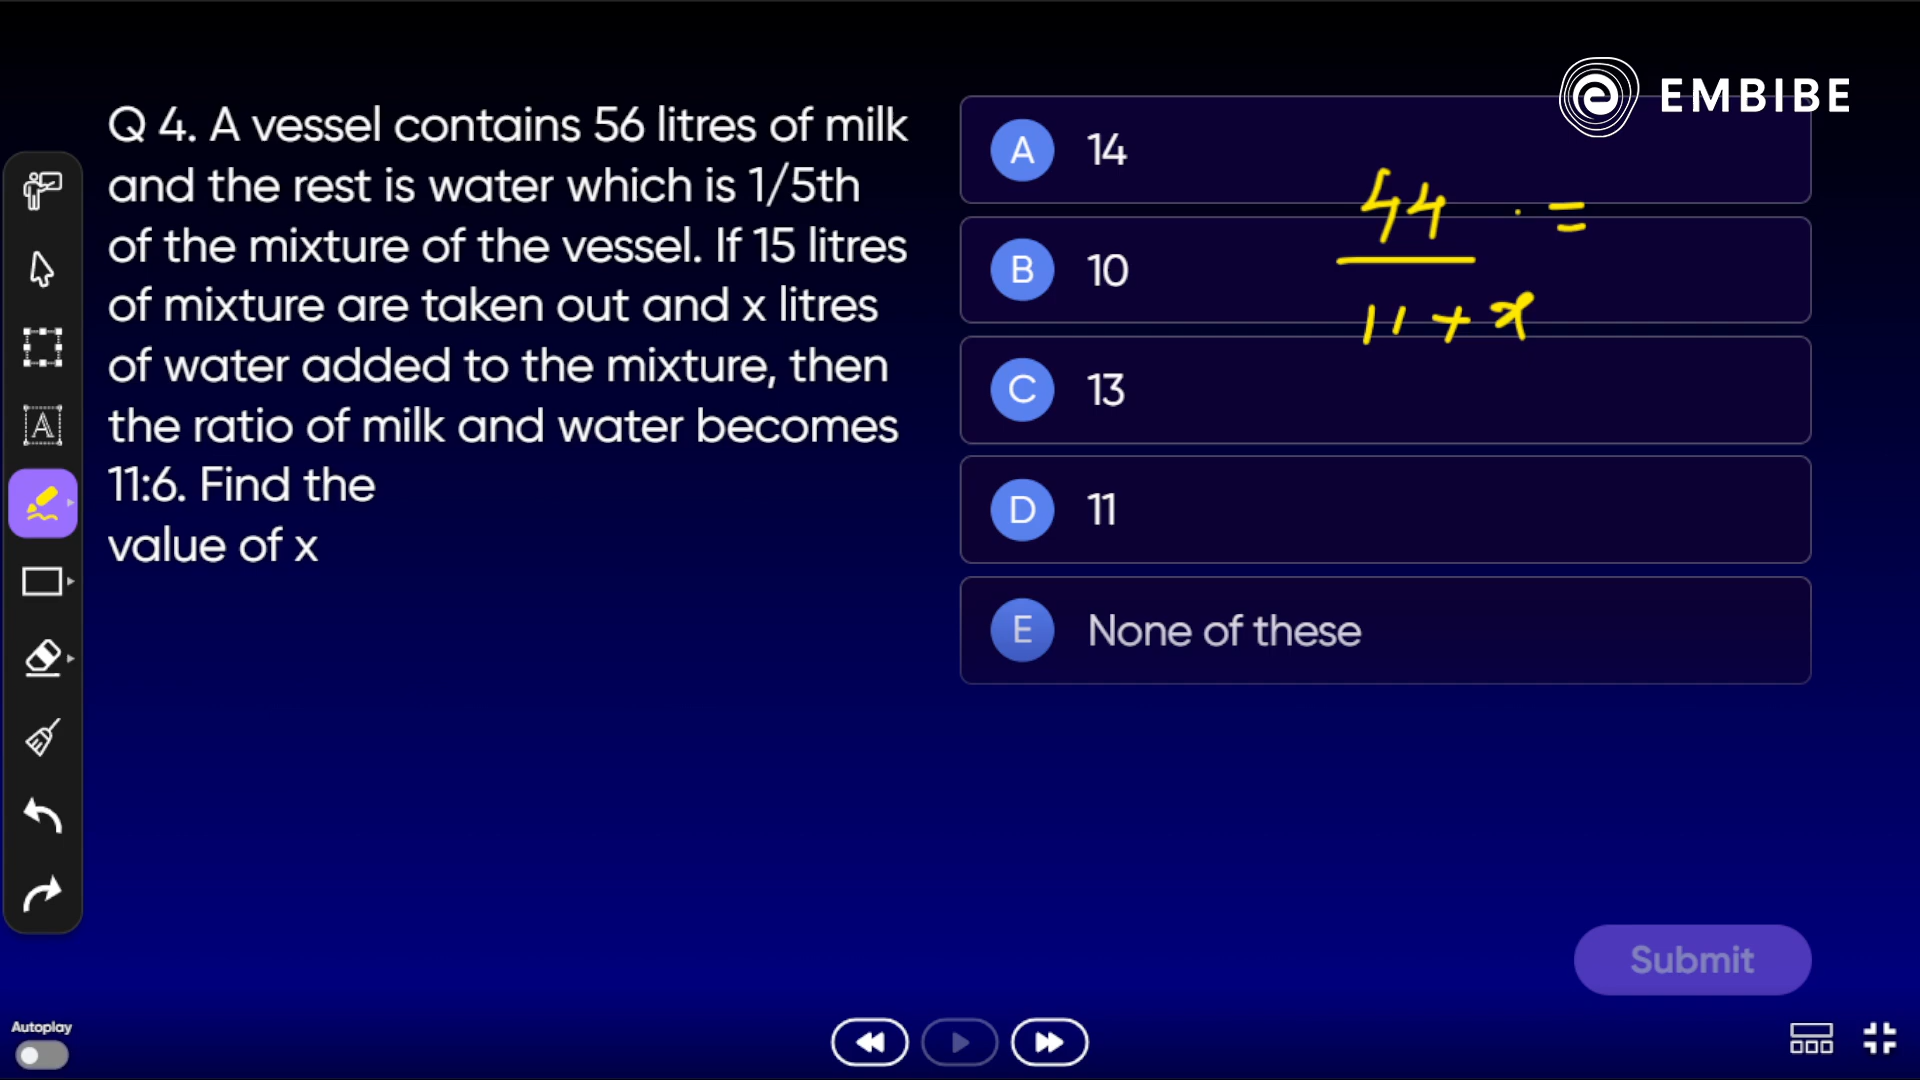 EMBIBE
Q 4. A vessel contains 56 litres of milk
and the rest is water which is 1/5th
of the mixture of the vessel. If 15 litres
of mixture are taken out and x litres
of water added to the mixture, then
the ratio of milk and water becomes
11:6. Find the
value of x
A 14
B 10
C 13
D 11
E None of these
44 =
11 + x
Submit
Autoplay